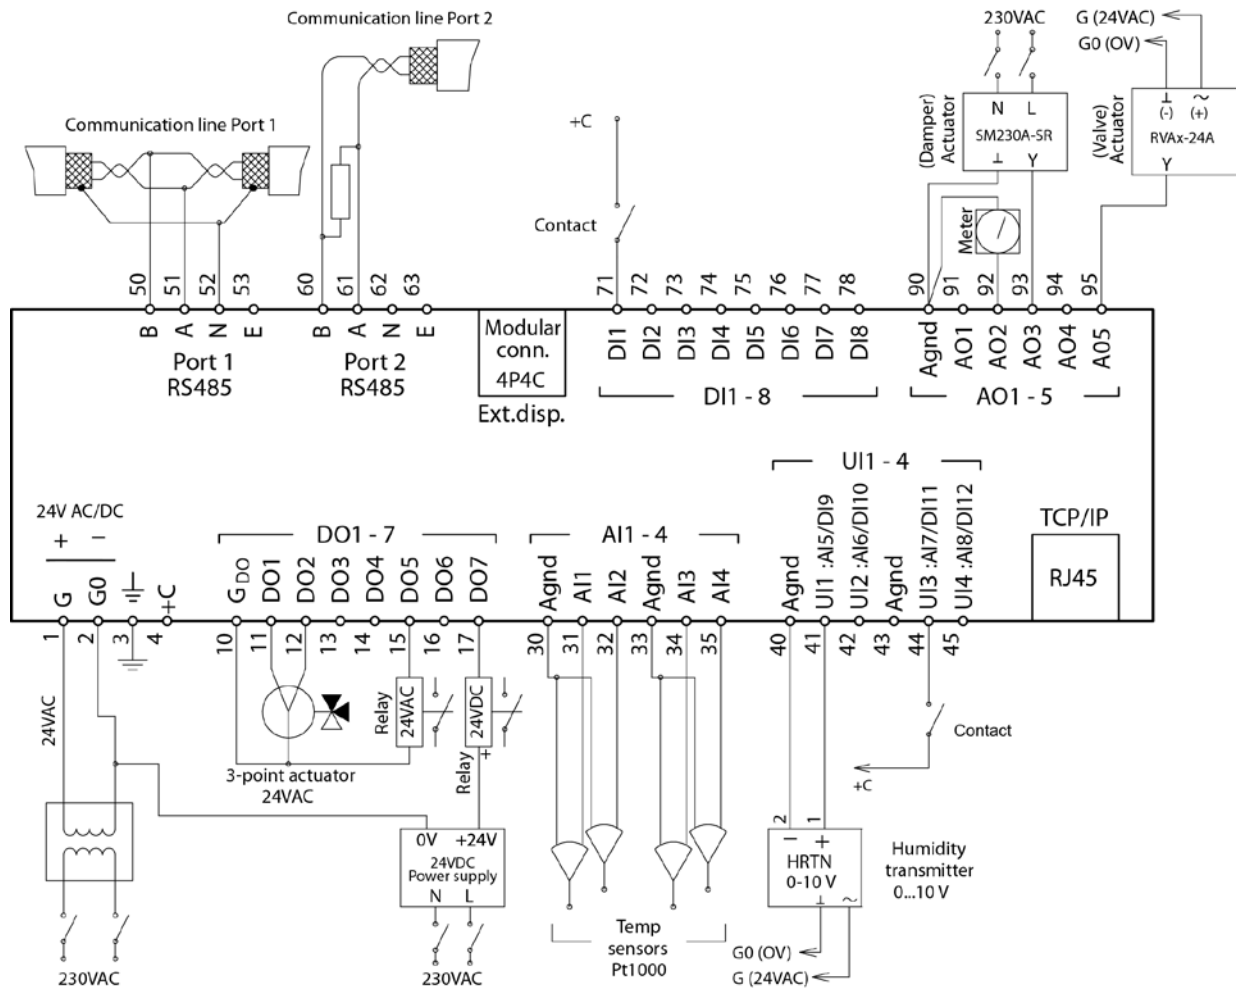 Communication line Port 2
230VAC
G (24VAC)
G0 (OV)
Communication line Port 1
+C
Contact
(Damper)
Actuator
N L
SM230A-SR
⊥ Y
(Valve)
Actuator
⊥ ~
(-) (+)
RVAx-24A
Y
Meter
50 51 52 53 60 61 62 63 71 72 73 74 75 76 77 78 90 91 92 93 94 95
B A N E B A N E
Port 1
RS485
Port 2
RS485
Modular
conn.
4P4C
Ext.disp.
DI1 DI2 DI3 DI4 DI5 DI6 DI7 DI8
DI1 - 8
Agnd AO1 AO2 AO3 AO4 A05
AO1 - 5
24V AC/DC
+ −
G G0 +C
DO1 - 7
GDO DO1 DO2 DO3 DO4 DO5 DO6 DO7
AI1 - 4
Agnd AI1 AI2 Agnd AI3 AI4
UI1 - 4
Agnd
UI1 :AI5/DI9
UI2 :AI6/DI10
Agnd
UI3 :AI7/DI11
UI4 :AI8/DI12
TCP/IP
RJ45
1 2 3 4 10 11 12 13 14 15 16 17 30 31 32 33 34 35 40 41 42 43 44 45
24VAC
3-point actuator
24VAC
Relay
24VAC
24VDC
Relay
+
Contact
+C
0V +24V
24VDC
Power supply
N L
2 1
− +
HRTN
0-10 V
⊥ ~
Humidity
transmitter
0...10 V
Temp
sensors
Pt1000
G0 (OV)
G (24VAC)
230VAC
230VAC